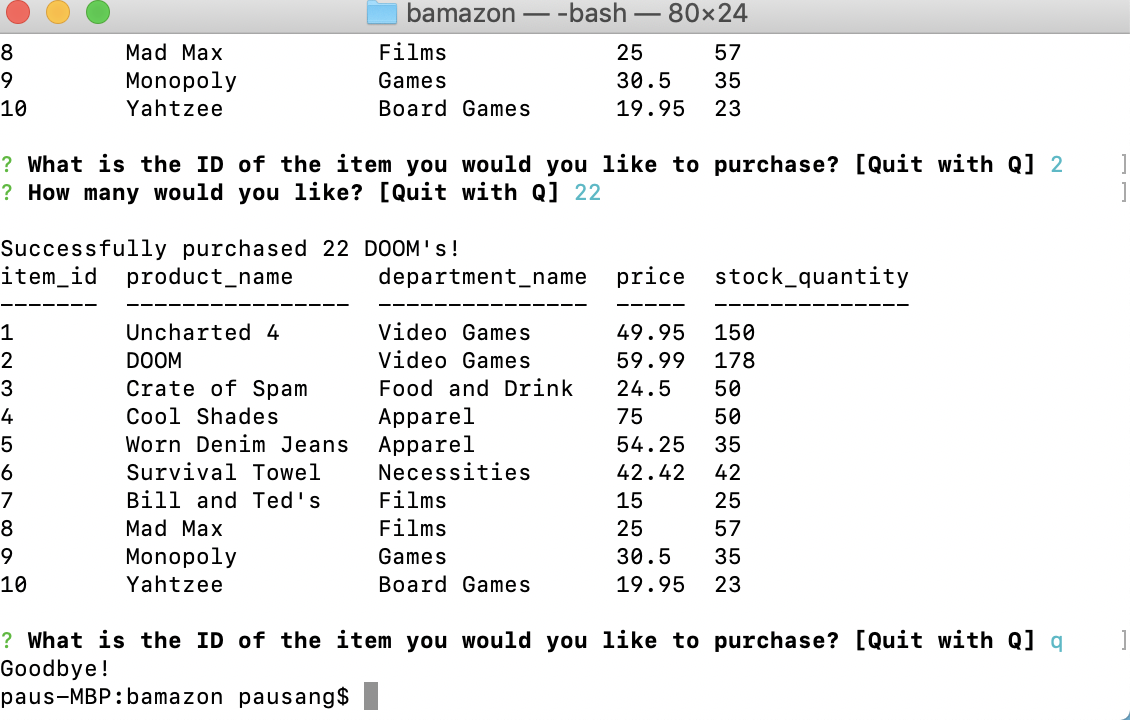 bamazon — -bash — 80×24
8        Mad Max           Films            25     57
9        Monopoly          Games            30.5   35
10       Yahtzee           Board Games      19.95  23
? What is the ID of the item you would you like to purchase? [Quit with Q] 2    ]
? How many would you like? [Quit with Q] 22    ]
Successfully purchased 22 DOOM's!
item_id  product_name      department_name  price  stock_quantity
-------  ----------------  ---------------  -----  --------------
1        Uncharted 4       Video Games      49.95  150
2        DOOM              Video Games      59.99  178
3        Crate of Spam     Food and Drink   24.5   50
4        Cool Shades       Apparel          75     50
5        Worn Denim Jeans  Apparel          54.25  35
6        Survival Towel    Necessities      42.42  42
7        Bill and Ted's    Films            15     25
8        Mad Max           Films            25     57
9        Monopoly          Games            30.5   35
10       Yahtzee           Board Games      19.95  23
? What is the ID of the item you would you like to purchase? [Quit with Q] q    ]
Goodbye!
paus-MBP:bamazon pausang$